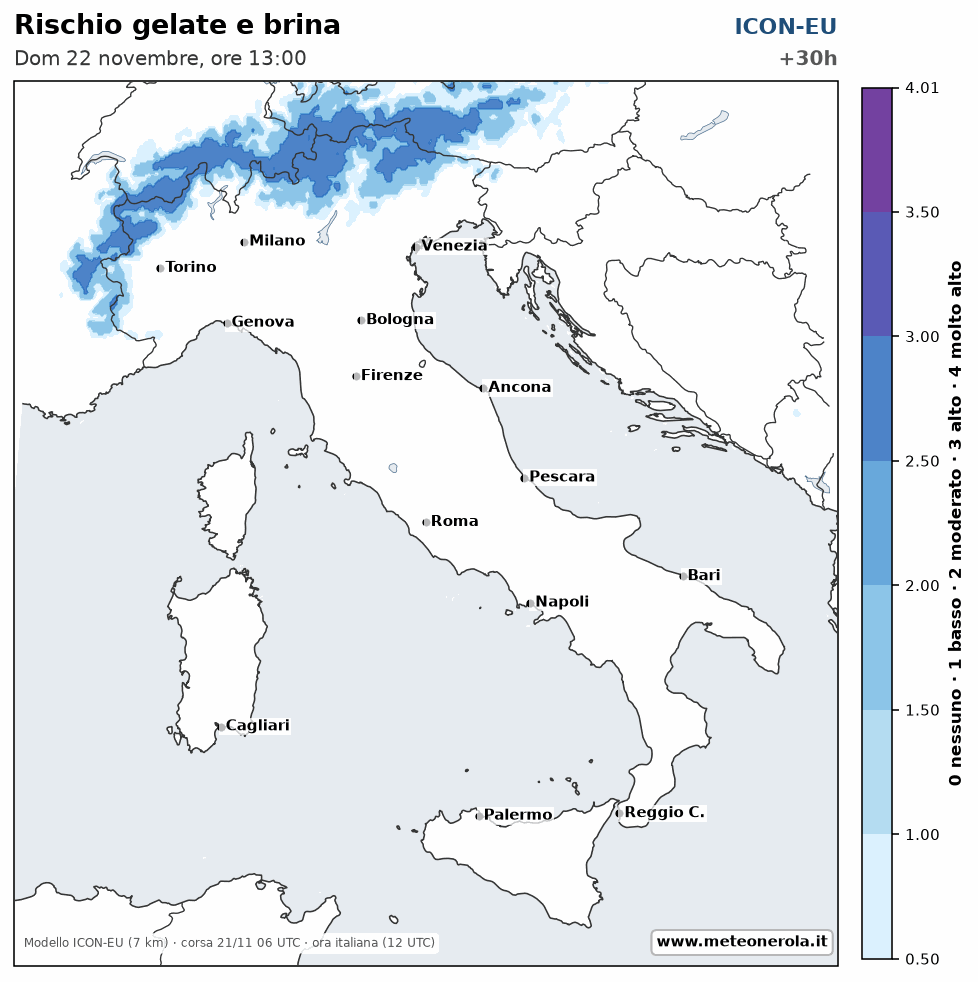 Rischio gelate e brina
ICON-EU
Dom 22 novembre, ore 13:00
+30h
4.01
3.50
3.00
2.50
2.00
1.50
1.00
0.50
0 nessuno · 1 basso · 2 moderato · 3 alto · 4 molto alto
Milano
Venezia
Torino
Genova
Bologna
Firenze
Ancona
Pescara
Roma
Bari
Napoli
Cagliari
Palermo
Reggio C.
Modello ICON-EU (7 km) · corsa 21/11 06 UTC · ora italiana (12 UTC)
www.meteonerola.it